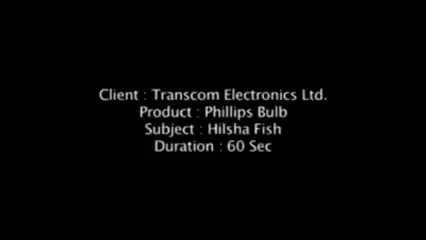 Client : Transcom Electronics Ltd.
Product : Phillips Bulb
Subject : Hilsha Fish
Duration : 60 Sec